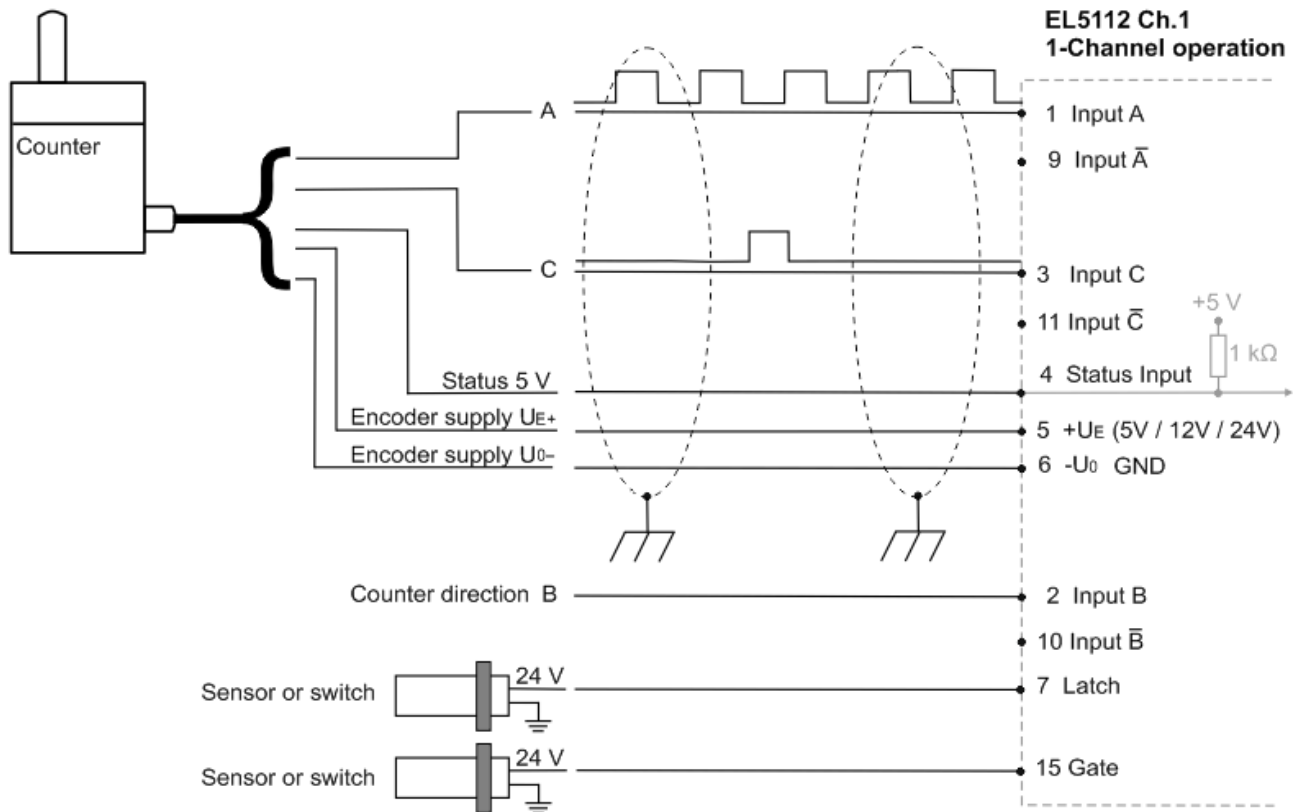 EL5112 Ch.1
1-Channel operation
Counter
A
1 Input A
9 Input A̅
C
3 Input C
+5 V
11 Input C̅
1 kΩ
Status 5 V
4 Status Input
Encoder supply UE+
5 +UE (5V / 12V / 24V)
Encoder supply U0–
6 -U0 GND
Counter direction B
2 Input B
10 Input B̅
Sensor or switch
24 V
7 Latch
Sensor or switch
24 V
15 Gate